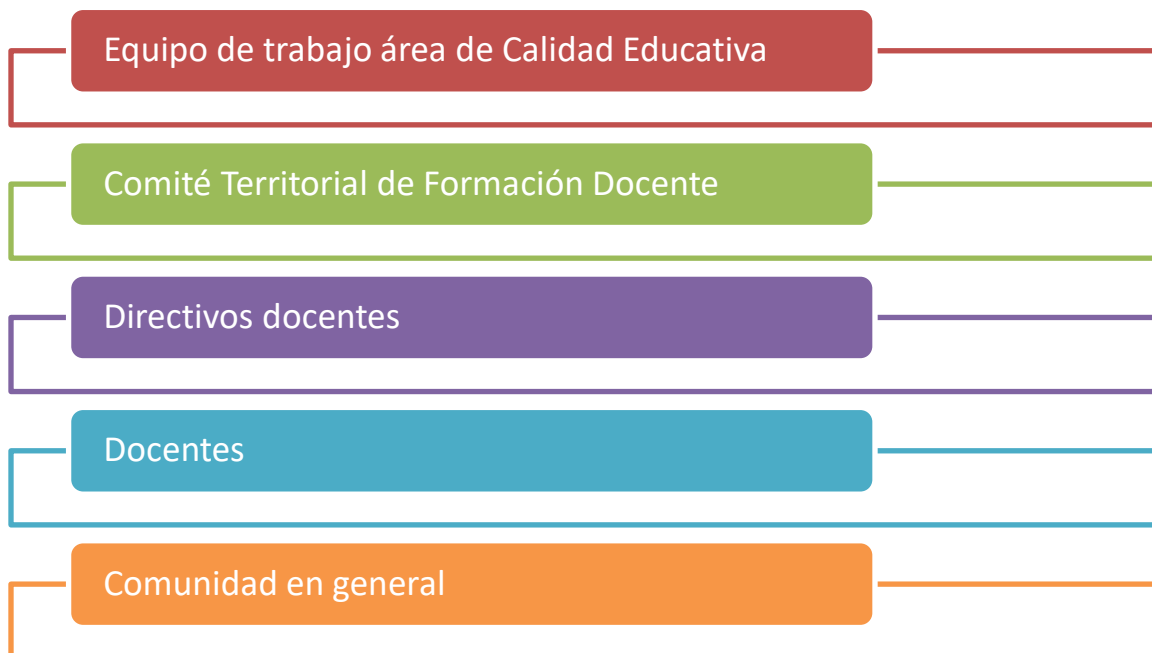 Equipo de trabajo área de Calidad Educativa
Comité Territorial de Formación Docente
Directivos docentes
Docentes
Comunidad en general